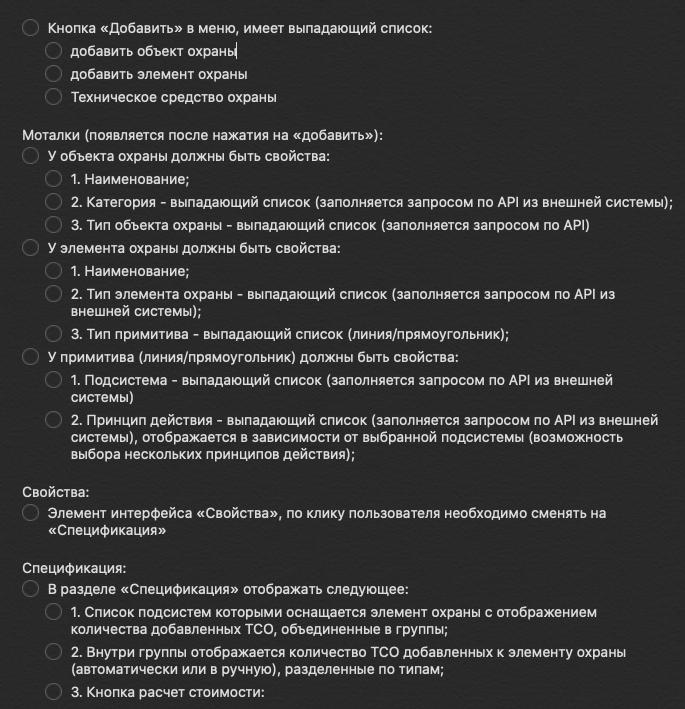 Кнопка «Добавить» в меню, имеет выпадающий список:
добавить объект охраны
добавить элемент охраны
Техническое средство охраны
Моталки (появляется после нажатия на «добавить»):
У объекта охраны должны быть свойства:
1. Наименование;
2. Категория - выпадающий список (заполняется запросом по API из внешней системы);
3. Тип объекта охраны - выпадающий список (заполняется запросом по API)
У элемента охраны должны быть свойства:
1. Наименование;
2. Тип элемента охраны - выпадающий список (заполняется запросом по API из
внешней системы);
3. Тип примитива - выпадающий список (линия/прямоугольник);
У примитива (линия/прямоугольник) должны быть свойства:
1. Подсистема - выпадающий список (заполняется запросом по API из внешней
системы)
2. Принцип действия - выпадающий список (заполняется запросом по API из внешней
системы), отображается в зависимости от выбранной подсистемы (возможность
выбора нескольких принципов действия);
Свойства:
Элемент интерфейса «Свойства», по клику пользователя необходимо сменять на
«Спецификация»
Спецификация:
В разделе «Спецификация» отображать следующее:
1. Список подсистем которыми оснащается элемент охраны с отображением
количества добавленных ТСО, объединенные в группы;
2. Внутри группы отображается количество ТСО добавленных к элементу охраны
(автоматически или в ручную), разделенные по типам;
3. Кнопка расчет стоимости: